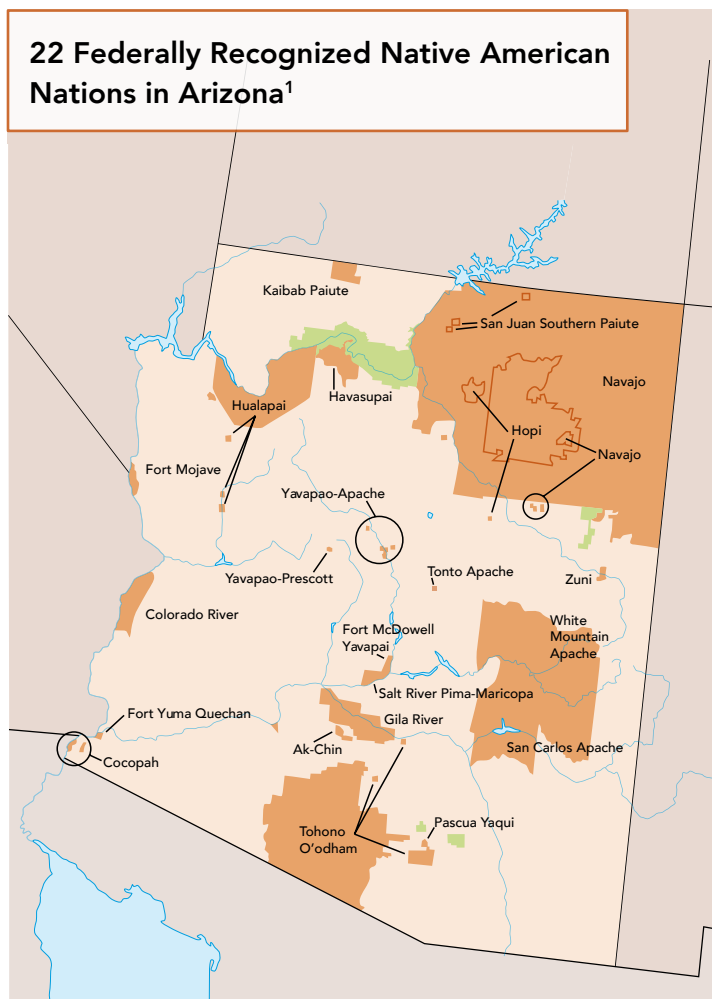 22 Federally Recognized Native American
Nations in Arizona¹
Kaibab Paiute
San Juan Southern Paiute
Navajo
Havasupai
Hualapai
Hopi
Navajo
Fort Mojave
Yavapao-Apache
Yavapao-Prescott
Tonto Apache
Zuni
Colorado River
White
Mountain
Apache
Fort McDowell
Yavapai
Salt River Pima-Maricopa
Fort Yuma Quechan
Gila River
Ak-Chin
San Carlos Apache
Cocopah
Pascua Yaqui
Tohono
O'odham